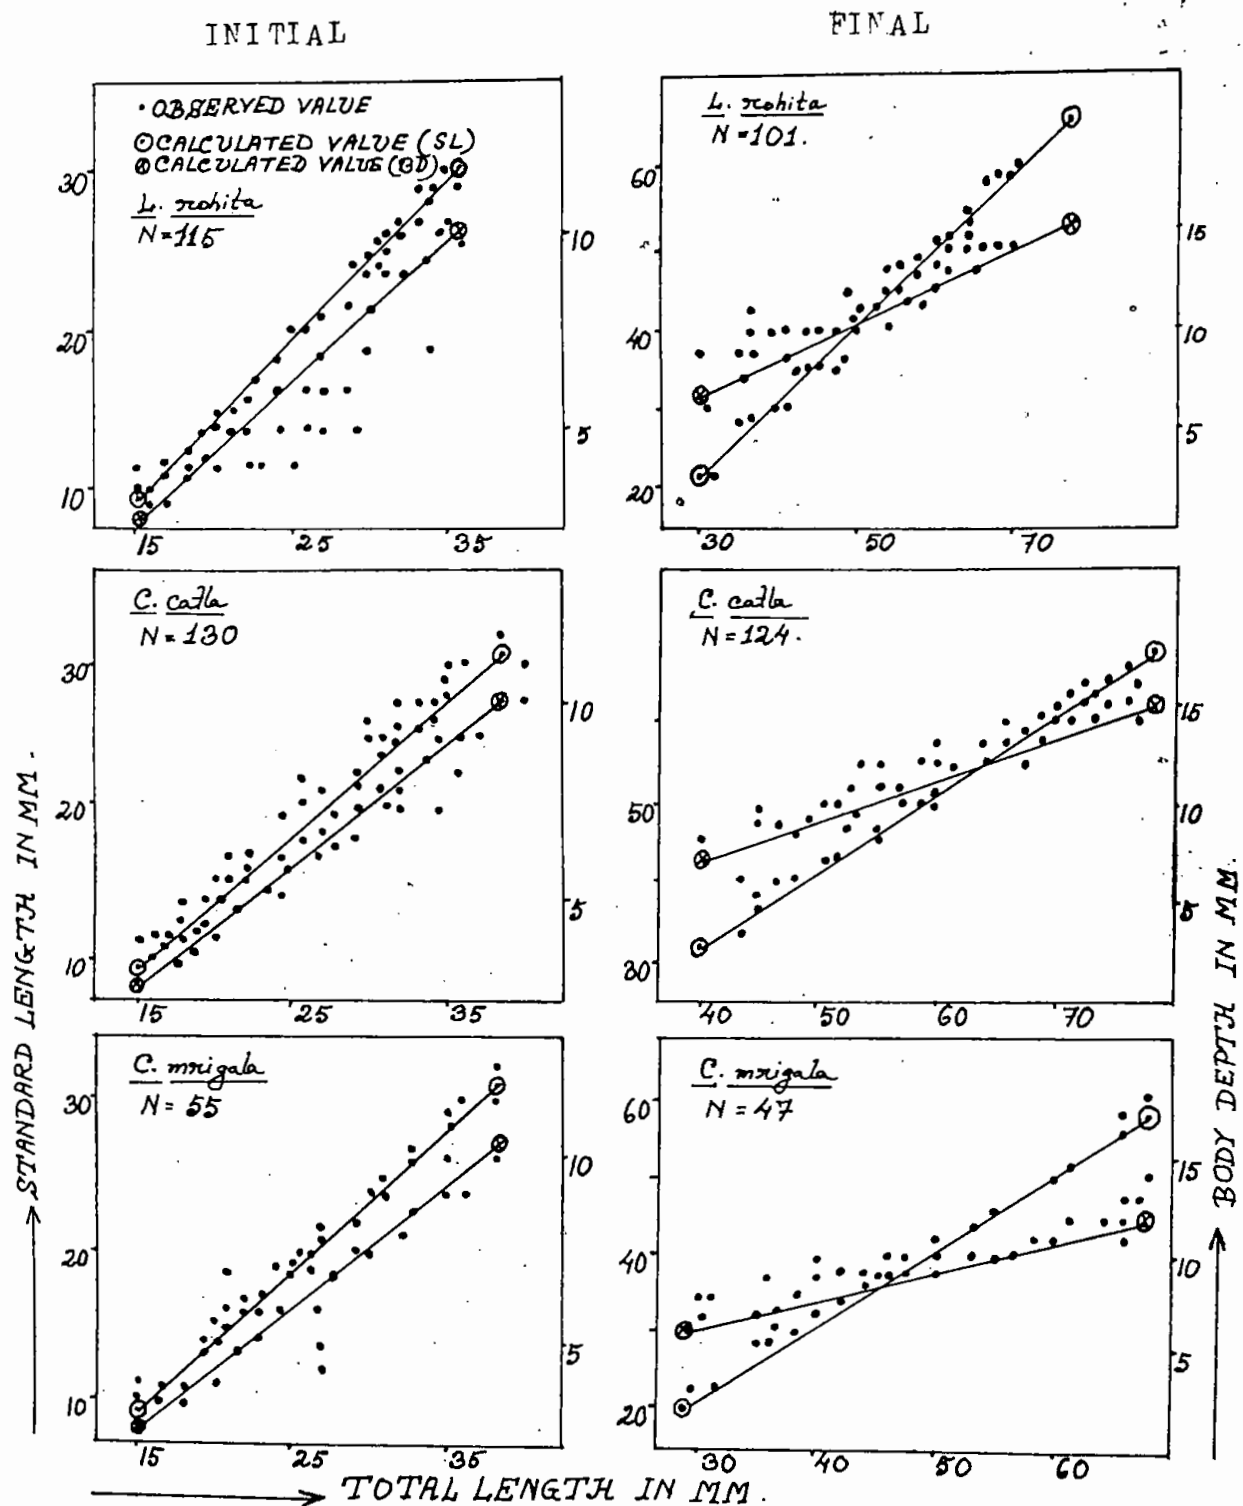 INITIAL
FINAL
• OBSERVED VALUE
⊙ CALCULATED VALUE (SL)
⊗ CALCULATED VALUE (BD)
L. rohita
N=115
30
20
10
10
5
15 25 35
L. rohita
N=101.
60
40
20
15
10
5
30 50 70
C. catla
N=130
30
20
10
10
5
15 25 35
C. catla
N=124.
50
30
15
10
5
40 50 60 70
C. mrigala
N=55
30
20
10
10
5
15 25 35
C. mrigala
N=47
60
40
20
15
10
5
30 40 50 60
STANDARD LENGTH IN MM.
BODY DEPTH IN MM.
TOTAL LENGTH IN MM.